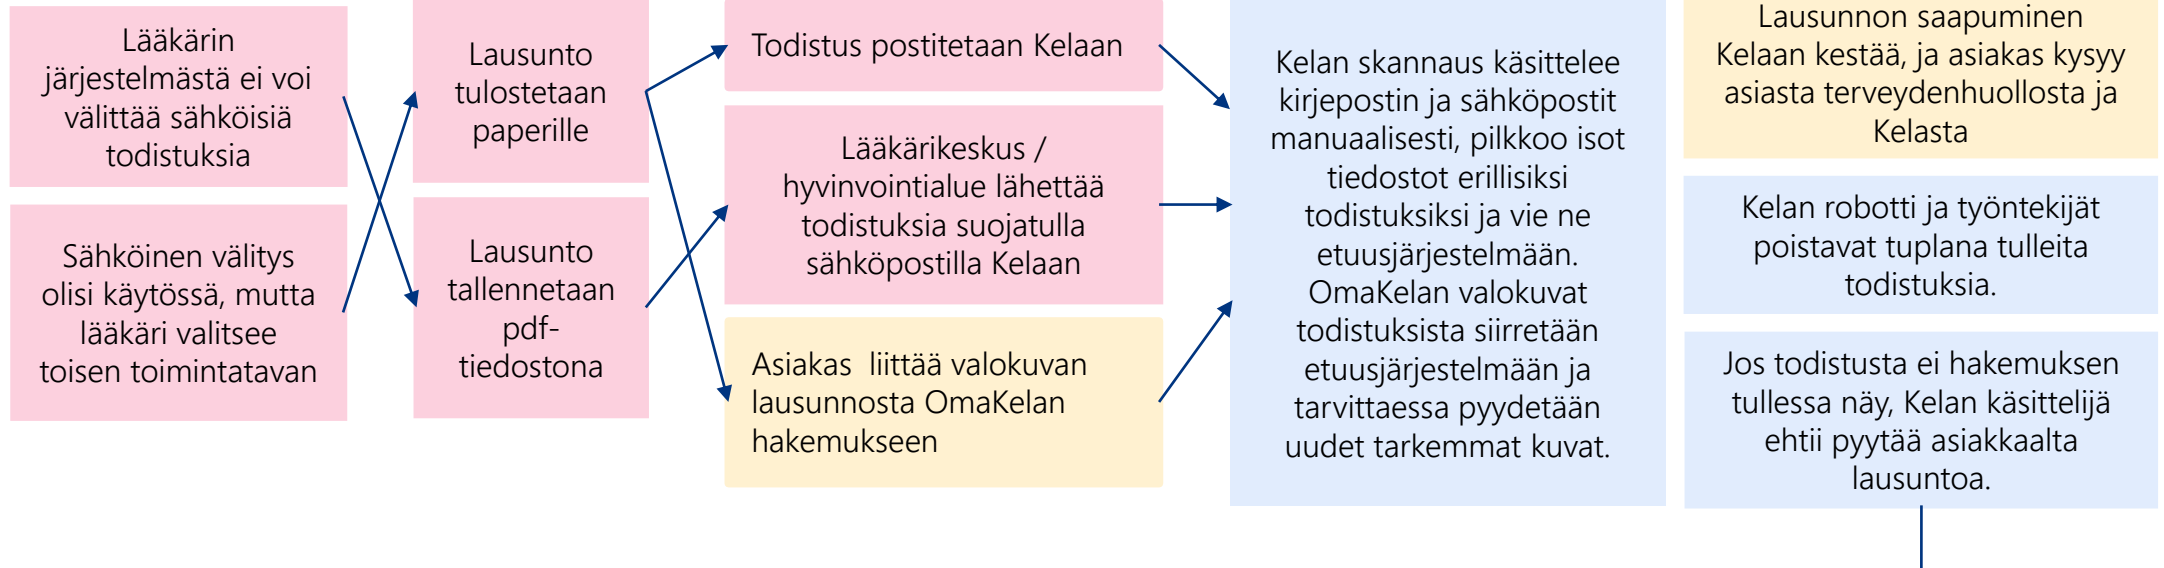 Lääkärin
järjestelmästä ei voi
välittää sähköisiä
todistuksia
Sähköinen välitys
olisi käytössä, mutta
lääkäri valitsee
toisen toimintatavan
Lausunto
tulostetaan
paperille
Lausunto
tallennetaan
pdf-
tiedostona
Todistus postitetaan Kelaan
Lääkärikeskus /
hyvinvointialue lähettää
todistuksia suojatulla
sähköpostilla Kelaan
Asiakas liittää valokuvan
lausunnosta OmaKelan
hakemukseen
Kelan skannaus käsittelee
kirjepostin ja sähköpostit
manuaalisesti, pilkkoo isot
tiedostot erillisiksi
todistuksiksi ja vie ne
etuusjärjestelmään.
OmaKelan valokuvat
todistuksista siirretään
etuusjärjestelmään ja
tarvittaessa pyydetään
uudet tarkemmat kuvat.
Lausunnon saapuminen
Kelaan kestää, ja asiakas kysyy
asiasta terveydenhuollosta ja
Kelasta
Kelan robotti ja työntekijät
poistavat tuplana tulleita
todistuksia.
Jos todistusta ei hakemuksen
tullessa näy, Kelan käsittelijä
ehtii pyytää asiakkaalta
lausuntoa.